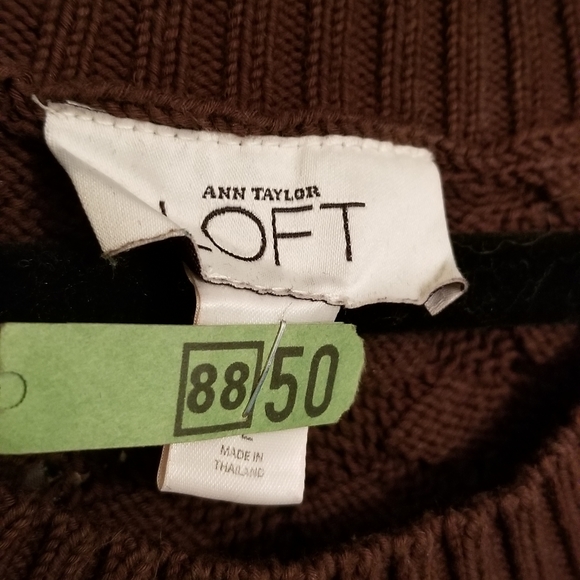 ANN TAYLOR
LOFT
88/50
MADE IN
THAILAND